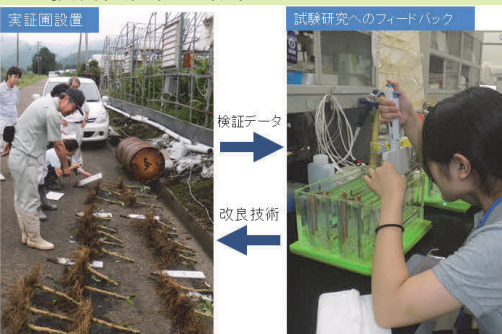 実証圃設置
試験研究へのフィードバック
検証データ
改良技術